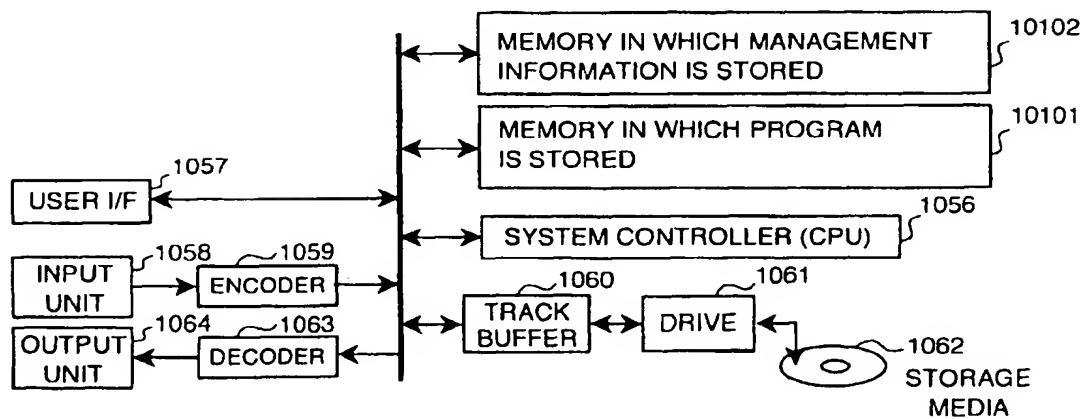 10102
MEMORY IN WHICH MANAGEMENT
INFORMATION IS STORED
10101
MEMORY IN WHICH PROGRAM
IS STORED
1057
USER I/F
1056
SYSTEM CONTROLLER (CPU)
1058
INPUT
UNIT
1059
ENCODER
1060
TRACK
BUFFER
1061
DRIVE
1064
OUTPUT
UNIT
1063
DECODER
1062
STORAGE
MEDIA